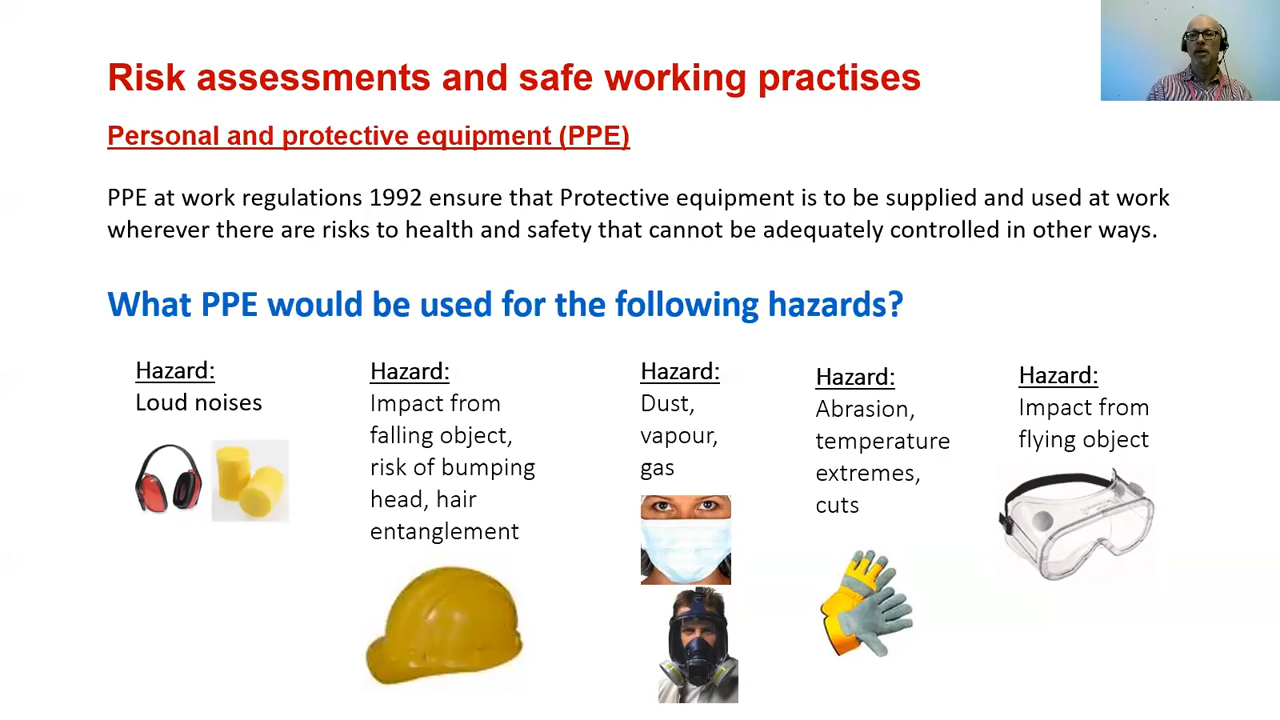 Risk assessments and safe working practises
Personal and protective equipment (PPE)
PPE at work regulations 1992 ensure that Protective equipment is to be supplied and used at work
wherever there are risks to health and safety that cannot be adequately controlled in other ways.
What PPE would be used for the following hazards?
Hazard:
Loud noises
Hazard:
Impact from
falling object,
risk of bumping
head, hair
entanglement
Hazard:
Dust,
vapour,
gas
Hazard:
Abrasion,
temperature
extremes,
cuts
Hazard:
Impact from
flying object